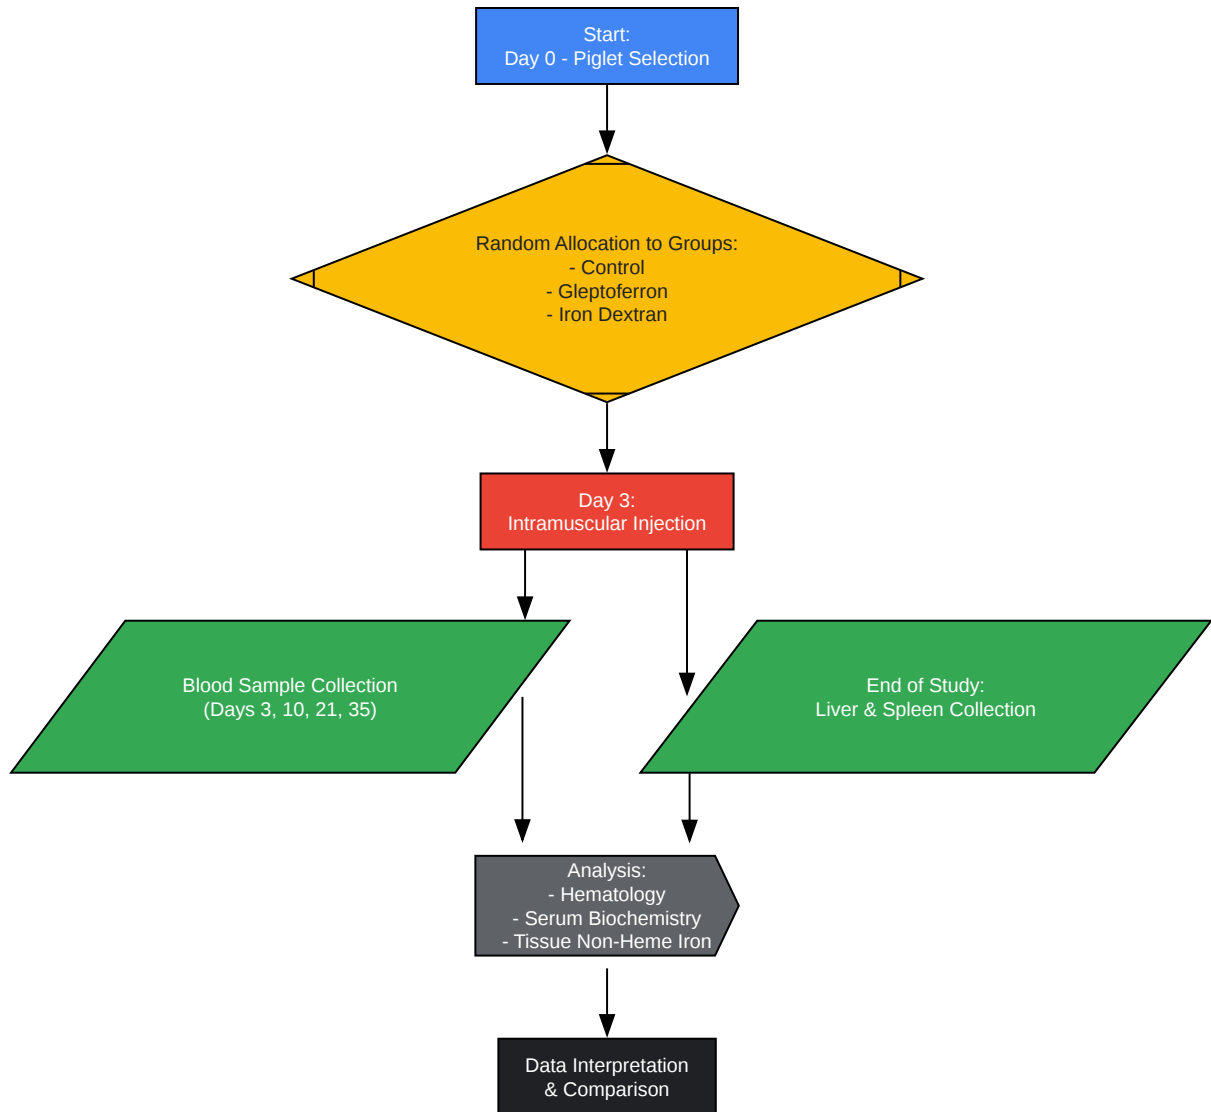 Start:
Day 0 - Piglet Selection
Random Allocation to Groups:
- Control
- Gleptoferron
- Iron Dextran
Day 3:
Intramuscular Injection
Blood Sample Collection
(Days 3, 10, 21, 35)
End of Study:
Liver & Spleen Collection
Analysis:
- Hematology
- Serum Biochemistry
- Tissue Non-Heme Iron
Data Interpretation
& Comparison